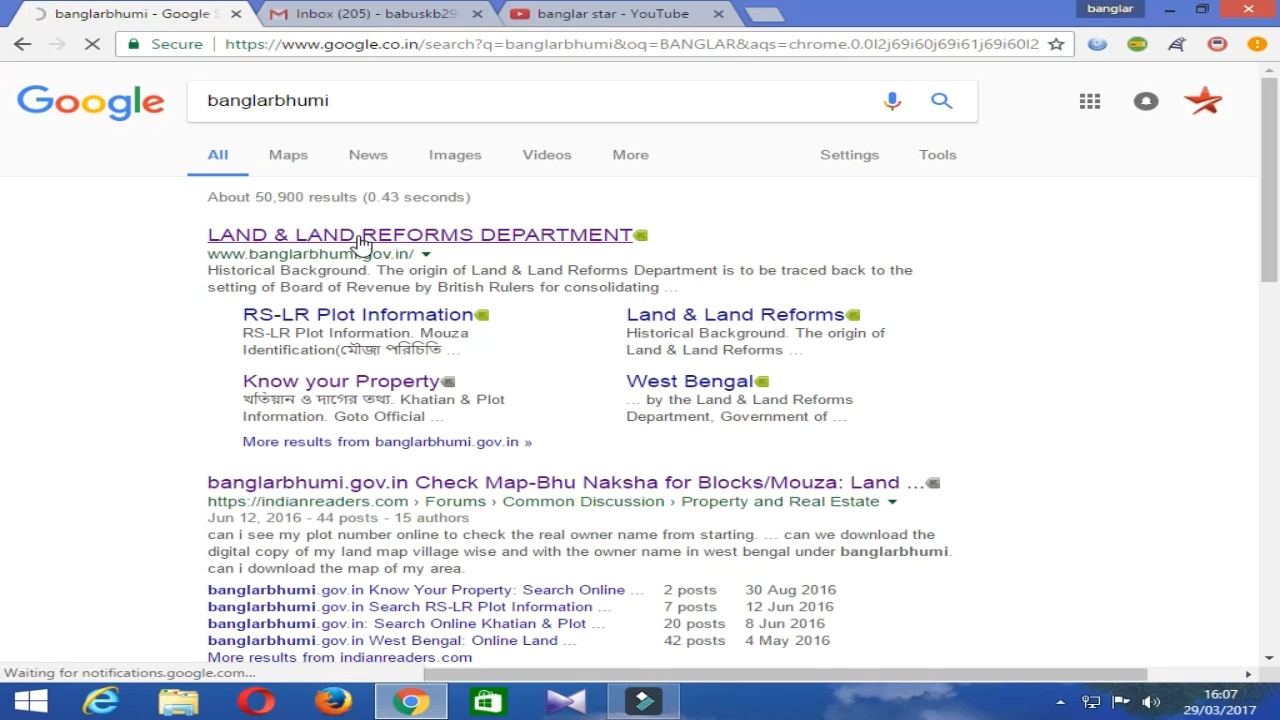 banglarbhumi - Google S
Inbox (205) - babuskb29
banglar star - YouTube
banglar
Secure
https://www.google.co.in/search?q=banglarbhumi&oq=BANGLAR&aqs=chrome.0.0l2j69i60j69i61j69i60l2
Google
banglarbhumi
All Maps News Images Videos More Settings Tools
About 50,900 results (0.43 seconds)
LAND & LAND REFORMS DEPARTMENT
www.banglarbhumi.gov.in/
Historical Background. The origin of Land & Land Reforms Department is to be traced back to the
setting of Board of Revenue by British Rulers for consolidating ...
RS-LR Plot Information
RS-LR Plot Information. Mouza
Identification(মৌজা পরিচিতি ...
Land & Land Reforms
Historical Background. The origin of
Land & Land Reforms ...
Know your Property
খতিয়ান ও দাগের তথ্য. Khatian & Plot
Information. Goto Official ...
West Bengal
... by the Land & Land Reforms
Department, Government of ...
More results from banglarbhumi.gov.in »
banglarbhumi.gov.in Check Map-Bhu Naksha for Blocks/Mouza: Land ...
https://indianreaders.com › Forums › Common Discussion › Property and Real Estate
Jun 12, 2016 - 44 posts - 15 authors
can i see my plot number online to check the real owner name from starting. ... can we download the
digital copy of my land map village wise and with the owner name in west bengal under banglarbhumi.
can i download the map of my area.
banglarbhumi.gov.in Know Your Property: Search Online ... 2 posts 30 Aug 2016
banglarbhumi.gov.in Search RS-LR Plot Information ... 7 posts 12 Jun 2016
banglarbhumi.gov.in: Search Online Khatian & Plot ... 20 posts 8 Jun 2016
banglarbhumi.gov.in West Bengal: Online Land ... 42 posts 4 May 2016
More results from indianreaders.com
Waiting for notifications.google.com...
16:07
29/03/2017